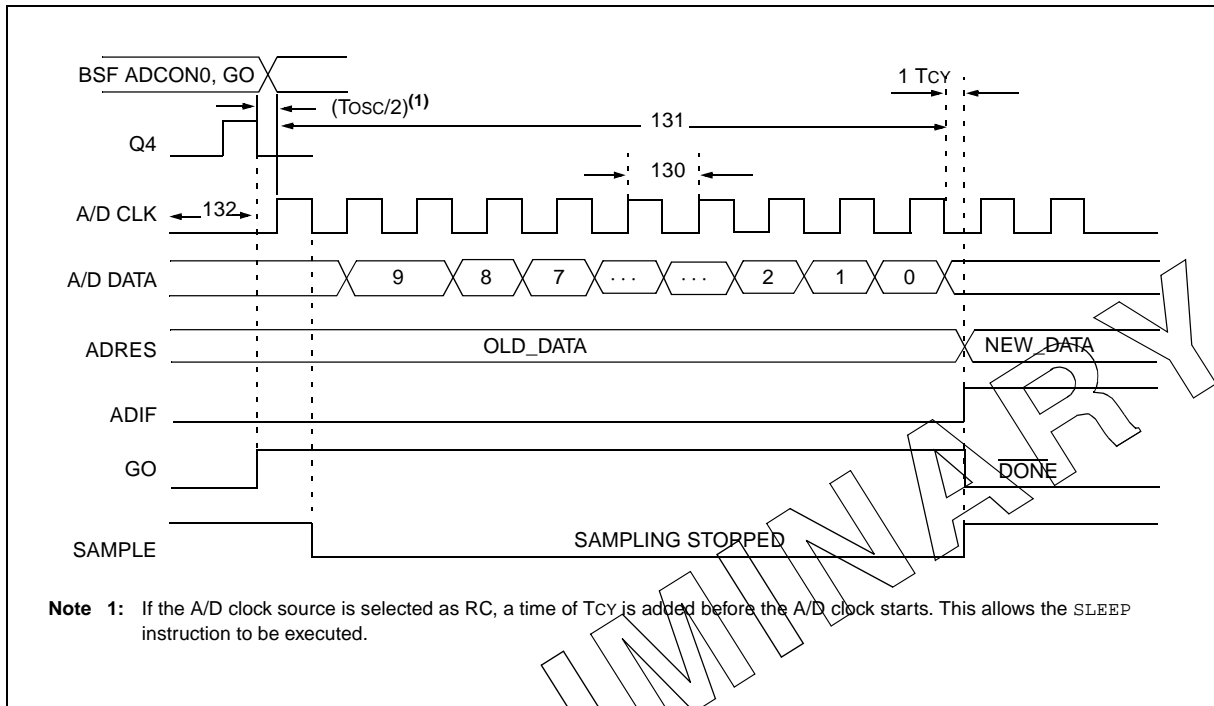 BSF ADCON0, GO
1 TCY
(TOSC/2)(1)
131
Q4
130
A/D CLK
132
A/D DATA
9 8 7 ... ... 2 1 0
ADRES
OLD_DATA
NEW_DATA
ADIF
GO
DONE
SAMPLE
SAMPLING STOPPED
Note 1: If the A/D clock source is selected as RC, a time of TCY is added before the A/D clock starts. This allows the SLEEP
instruction to be executed.
IMINARY